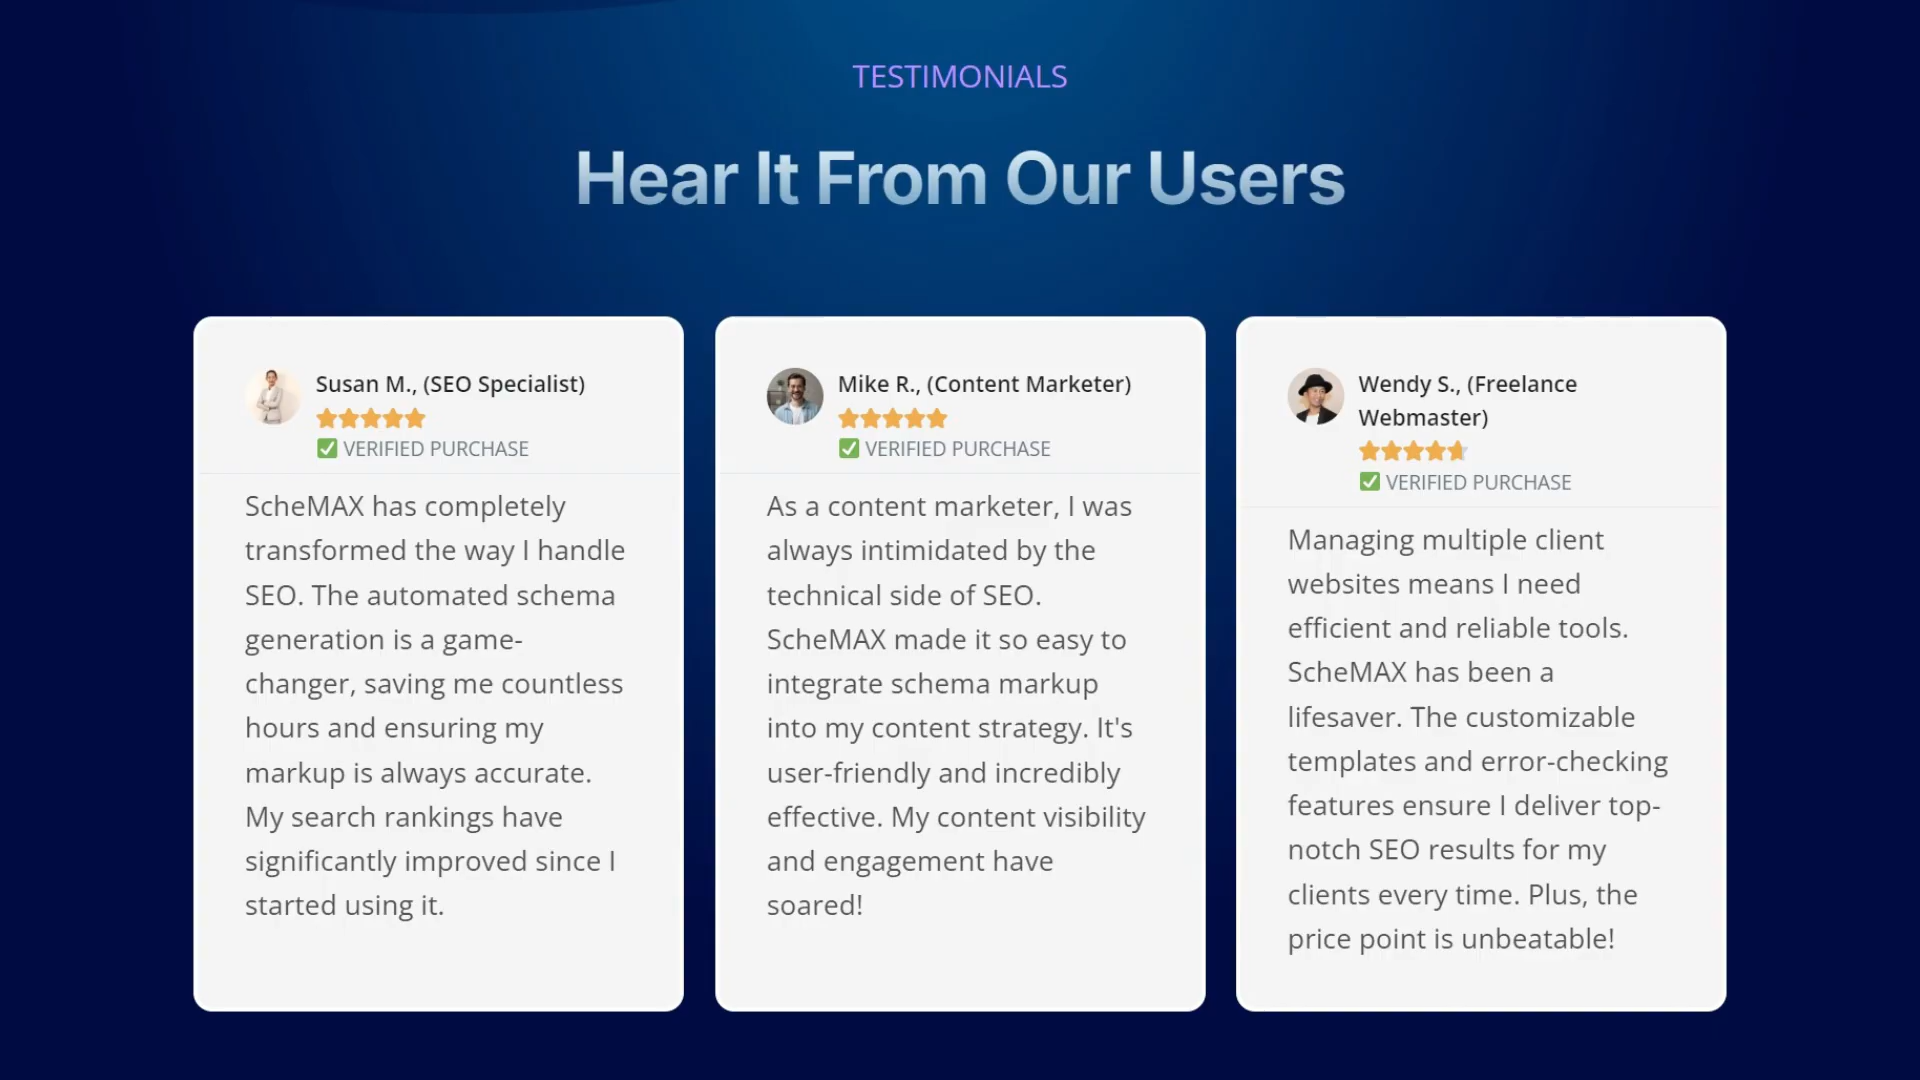 TESTIMONIALS
Hear It From Our Users
Susan M., (SEO Specialist)
VERIFIED PURCHASE
ScheMAX has completely
transformed the way I handle
SEO. The automated schema
generation is a game-
changer, saving me countless
hours and ensuring my
markup is always accurate.
My search rankings have
significantly improved since I
started using it.
Mike R., (Content Marketer)
VERIFIED PURCHASE
As a content marketer, I was
always intimidated by the
technical side of SEO.
ScheMAX made it so easy to
integrate schema markup
into my content strategy. It's
user-friendly and incredibly
effective. My content visibility
and engagement have
soared!
Wendy S., (Freelance
Webmaster)
VERIFIED PURCHASE
Managing multiple client
websites means I need
efficient and reliable tools.
ScheMAX has been a
lifesaver. The customizable
templates and error-checking
features ensure I deliver top-
notch SEO results for my
clients every time. Plus, the
price point is unbeatable!